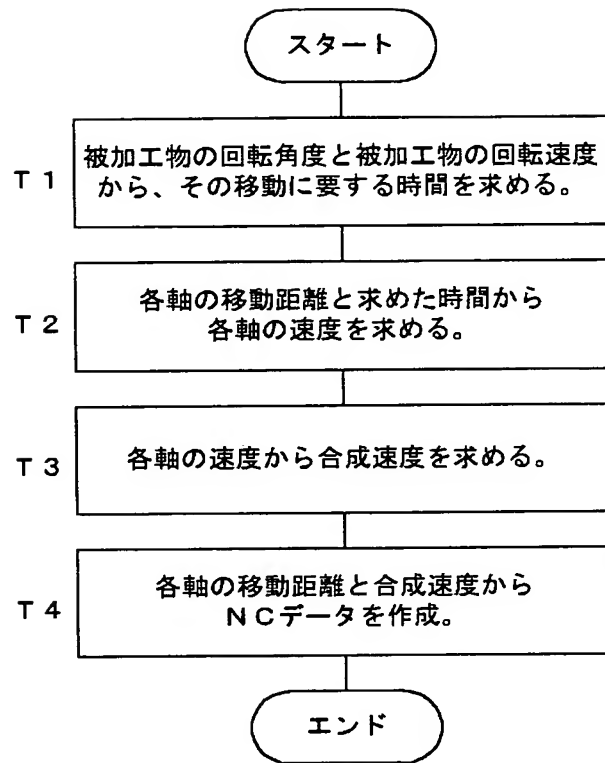 スタート
T1
被加工物の回転角度と被加工物の回転速度
から、その移動に要する時間を求める。
T2
各軸の移動距離と求めた時間から
各軸の速度を求める。
T3
各軸の速度から合成速度を求める。
T4
各軸の移動距離と合成速度から
NCデータを作成。
エンド